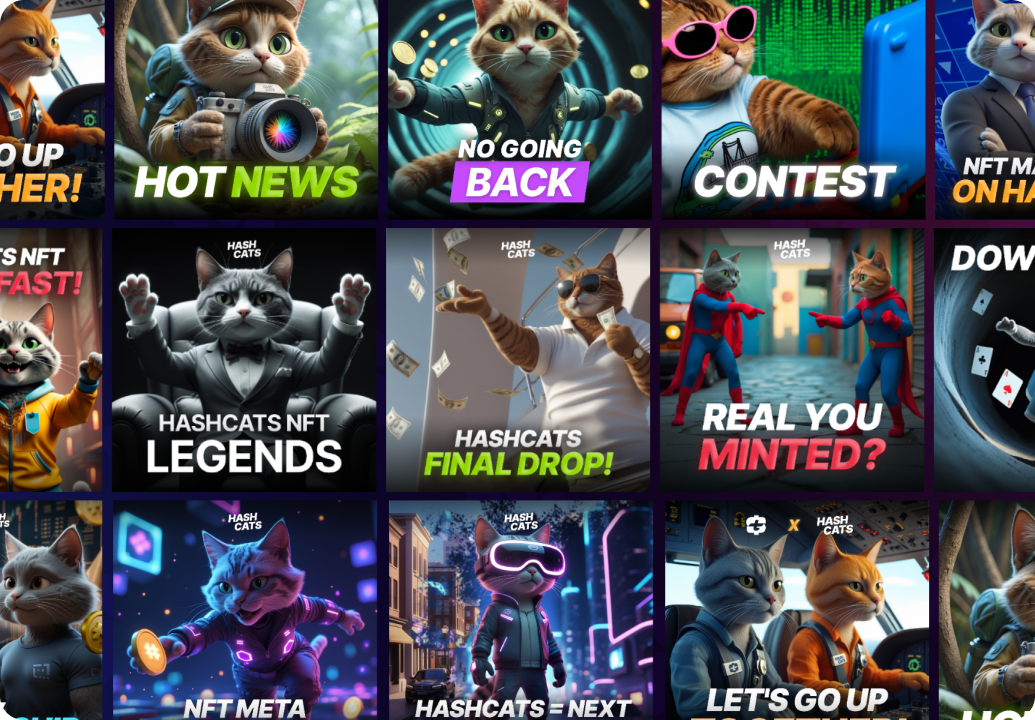 O UP
HER!
HOT NEWS
NO GOING
BACK
CONTEST
NFT MA
ON HA
TS NFT
FAST!
HASH
CATS
HASHCATS NFT
LEGENDS
HASH
CATS
HASHCATS
FINAL DROP!
HASH
CATS
REAL YOU
MINTED?
DOW
SH
TS
HASH
CATS
NFT META
HASH
CATS
HASHCATS = NEXT
X
HASH
CATS
LET'S GO UP